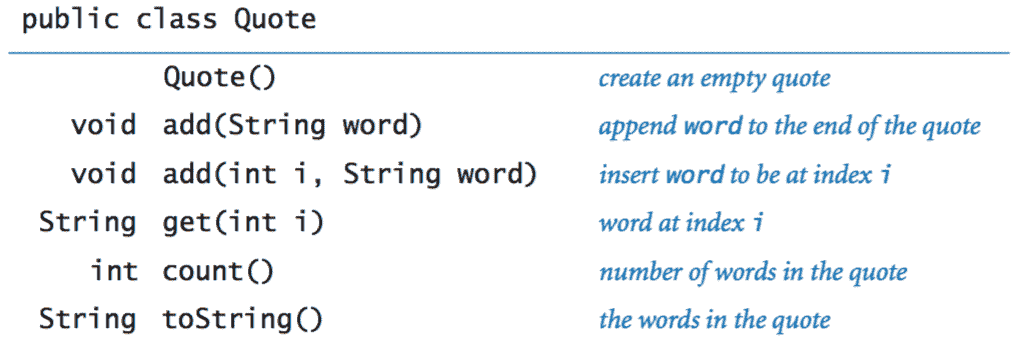 public class Quote
Quote() create an empty quote
void add(String word) append word to the end of the quote
void add(int i, String word) insert word to be at index i
String get(int i) word at index i
int count() number of words in the quote
String toString() the words in the quote